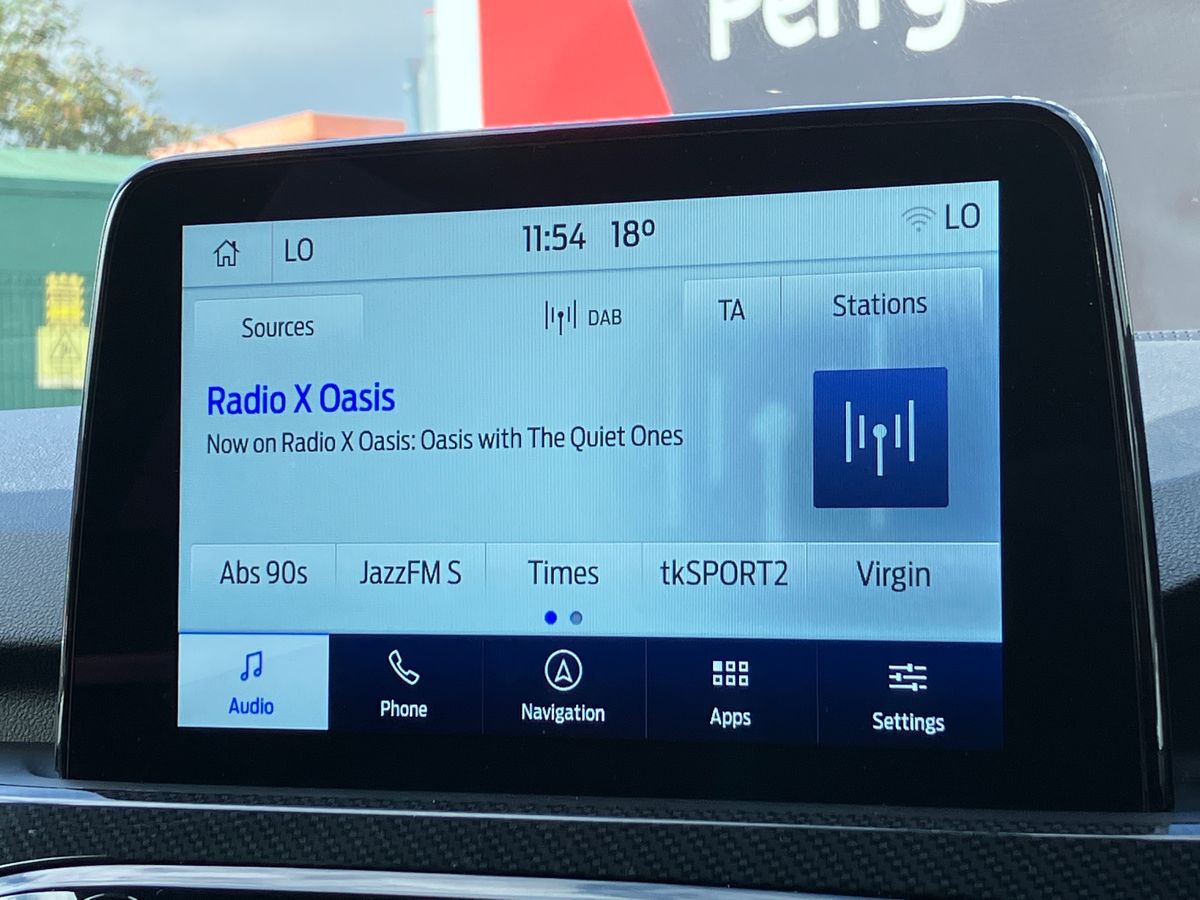 Perry
LO 11:54 18º LO
Sources DAB TA Stations
Radio X Oasis
Now on Radio X Oasis: Oasis with The Quiet Ones
Abs 90s JazzFM S Times tkSPORT2 Virgin
Audio Phone Navigation Apps Settings